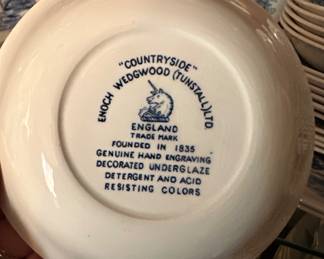 "COUNTRYSIDE"
ENOCH WEDGWOOD (TUNSTALL) LTD.
ENGLAND
TRADE MARK
FOUNDED IN 1835
GENUINE HAND ENGRAVING
DECORATED UNDERGLAZE
DETERGENT AND ACID
RESISTING COLORS